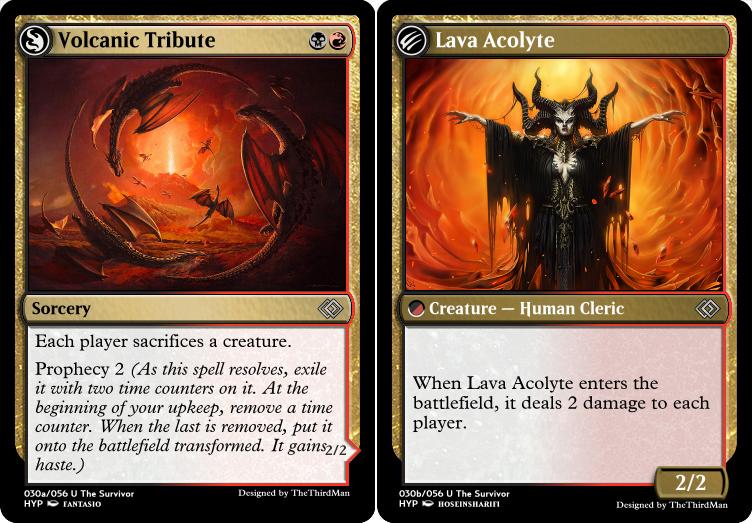 Volcanic Tribute
Sorcery
Each player sacrifices a creature.
Prophecy 2 (As this spell resolves, exile
it with two time counters on it. At the
beginning of your upkeep, remove a time
counter. When the last is removed, put it
onto the battlefield transformed. It gains
haste.)
2/2
030a/056 U The Survivor
HYP FANTASIO
Designed by TheThirdMan
Lava Acolyte
Creature — Human Cleric
When Lava Acolyte enters the
battlefield, it deals 2 damage to each
player.
2/2
030b/056 U The Survivor
HYP HOSEINSHARIFI
Designed by TheThirdMan